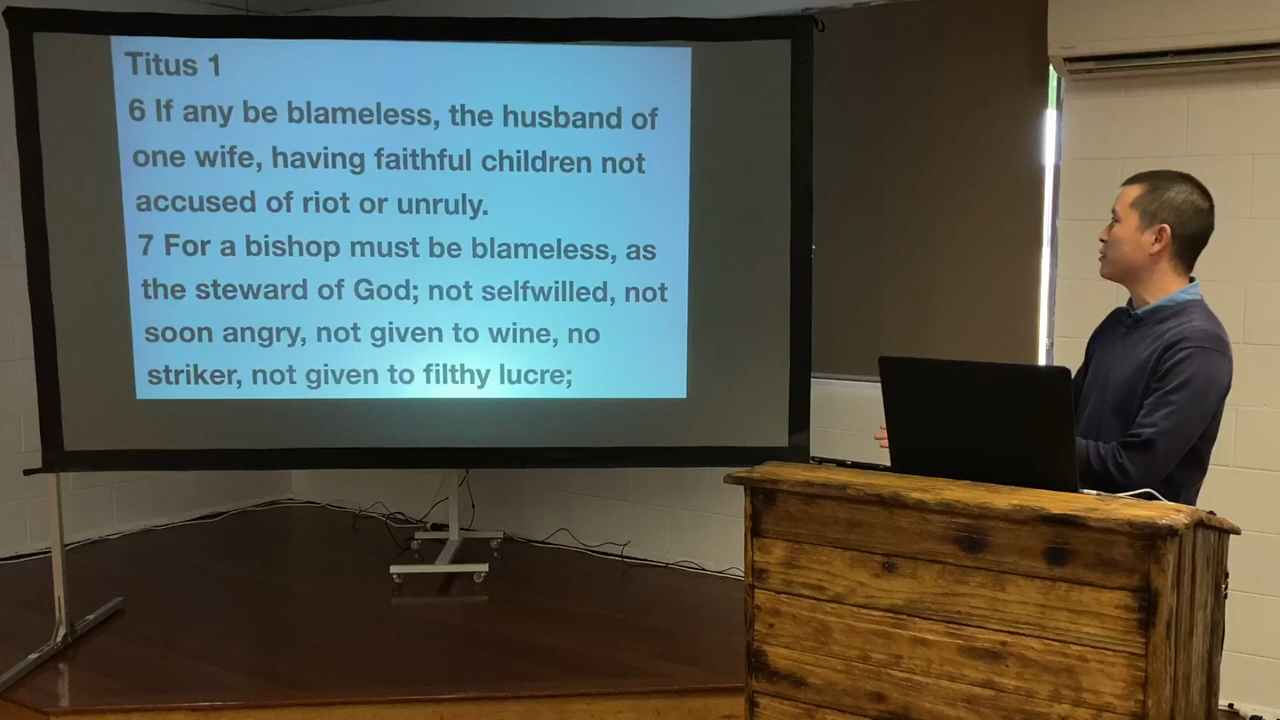 Titus 1
6 If any be blameless, the husband of
one wife, having faithful children not
accused of riot or unruly.
7 For a bishop must be blameless, as
the steward of God; not selfwilled, not
soon angry, not given to wine, no
striker, not given to filthy lucre;